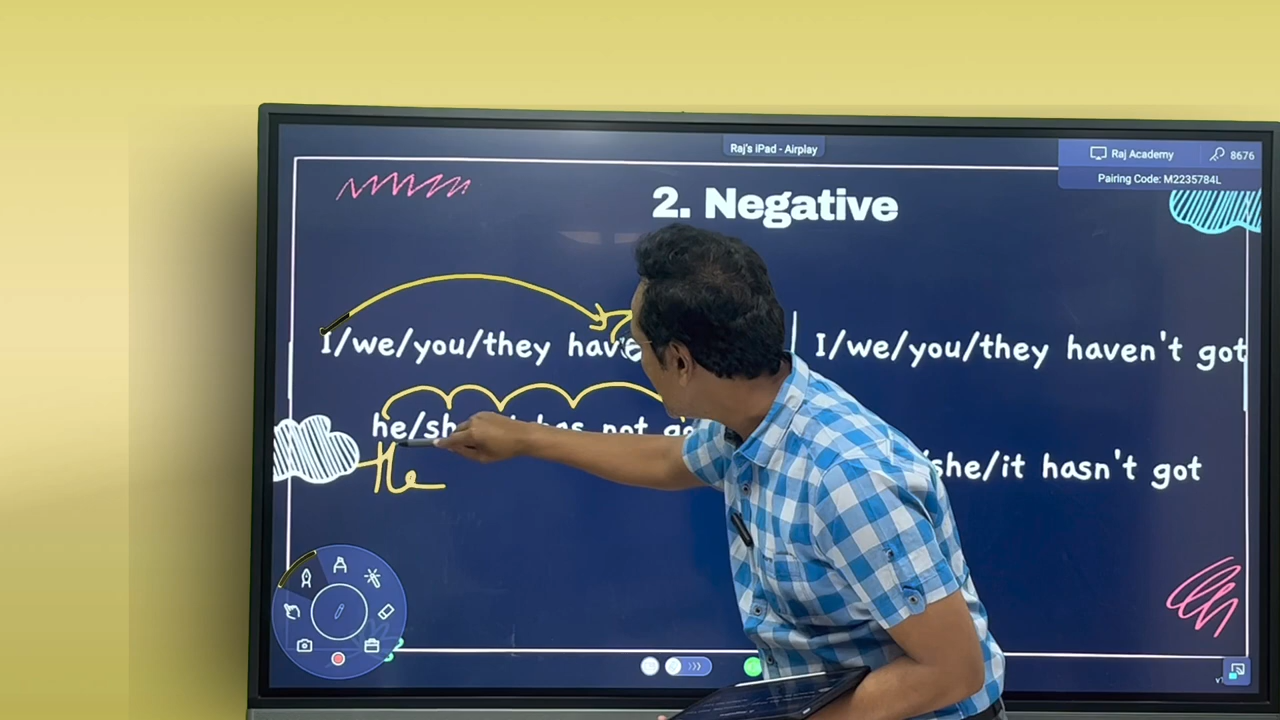 Raj's iPad - Airplay
Raj Academy 8676
Pairing Code: M2235784L
2. Negative
I/we/you/they have
I/we/you/they haven't got
he/sh has not
He
she/it hasn't got